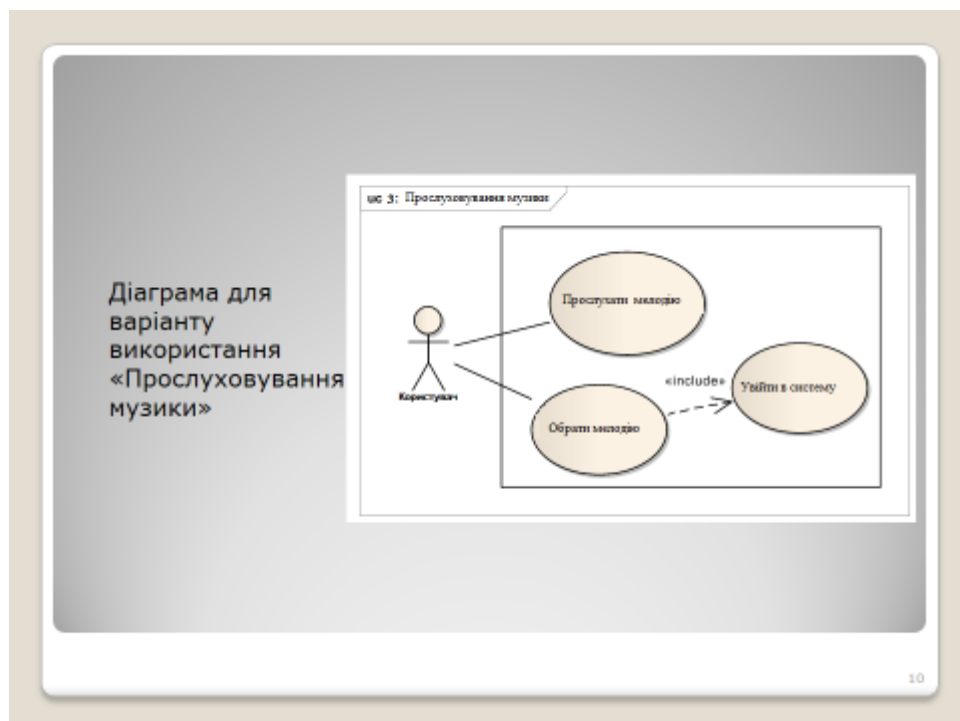 Діаграма для
варіанту
використання
«Прослуховування
музики»
uc 3: Прослуховування музики
Прослухати мелодію
«include»
Увійти в систему
Користувач
Обрати мелодію
10